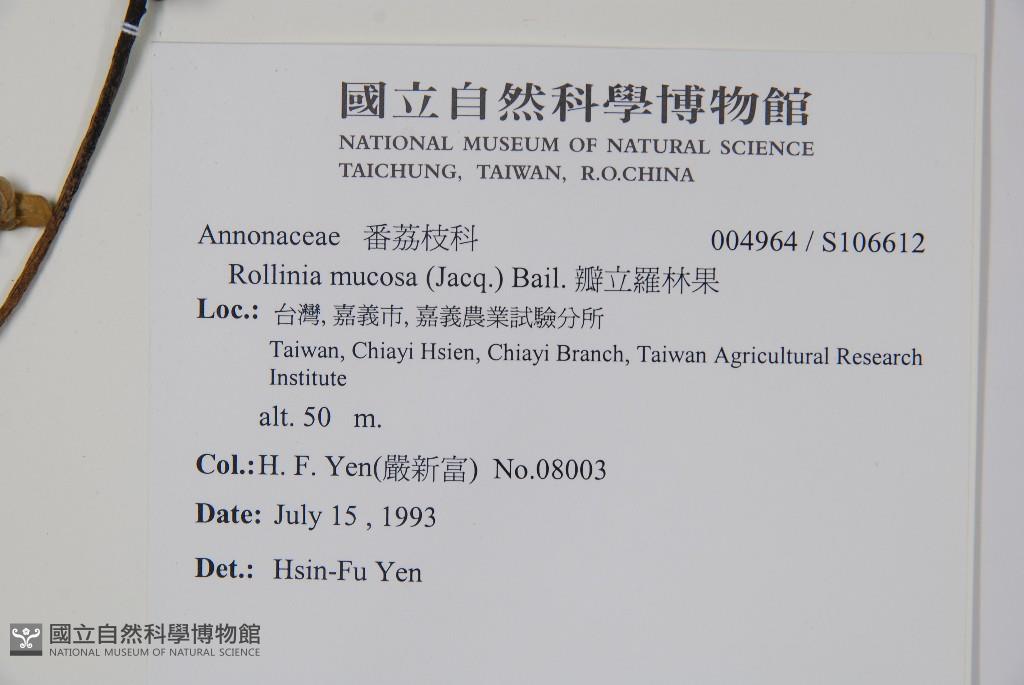 國立自然科學博物館
NATIONAL MUSEUM OF NATURAL SCIENCE
TAICHUNG, TAIWAN, R.O.CHINA
Annonaceae 番荔枝科 004964 / S106612
Rollinia mucosa (Jacq.) Bail. 瓣立羅林果
Loc.: 台灣, 嘉義市, 嘉義農業試驗分所
Taiwan, Chiayi Hsien, Chiayi Branch, Taiwan Agricultural Research
Institute
alt. 50 m.
Col.: H. F. Yen(嚴新富) No.08003
Date: July 15 , 1993
Det.: Hsin-Fu Yen
國立自然科學博物館
NATIONAL MUSEUM OF NATURAL SCIENCE